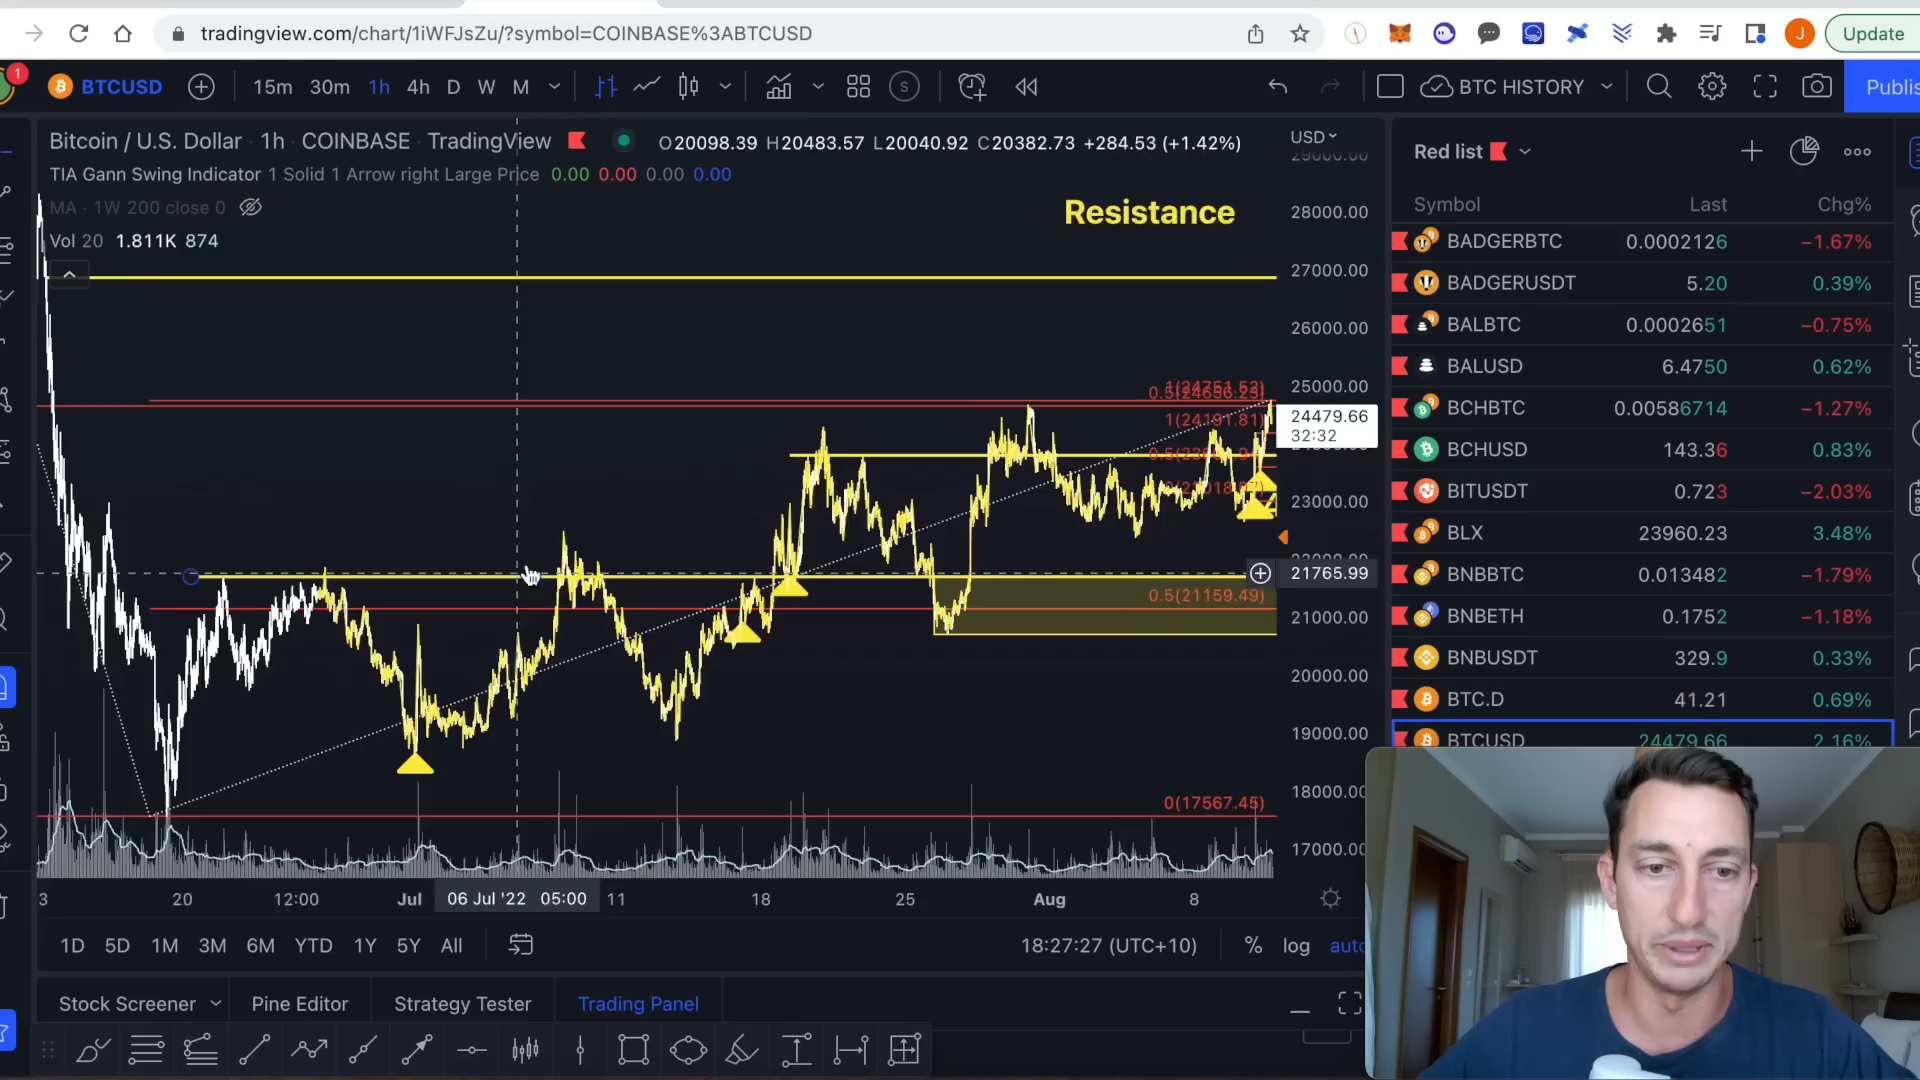 tradingview.com/chart/1iWFJsZu/?symbol=COINBASE%3ABTCUSD
J
Update
1
BTCUSD
15m 30m 1h 4h D W M
S
BTC HISTORY
Bitcoin / U.S. Dollar 1h COINBASE TradingView
O20098.39 H20483.57 L20040.92 C20382.73 +284.53 (+1.42%)
TIA Gann Swing Indicator 1 Solid 1 Arrow right Large Price 0.00 0.00 0.00 0.00
MA · 1W 200 close 0
Vol 20 1.811K 874
Resistance
USD
28000.00
27000.00
26000.00
25000.00
24479.66
32:32
23000.00
21765.99
21000.00
20000.00
19000.00
18000.00
17000.00
1(24191.81)
0.5(21159.49)
0(17567.45)
3 20 12:00 Jul 06 Jul '22 05:00 11 18 25 Aug 8
1D 5D 1M 3M 6M YTD 1Y 5Y All
18:27:27 (UTC+10) % log auto
Stock Screener Pine Editor Strategy Tester Trading Panel
Red list
Symbol Last Chg%
BADGERBTC 0.0002126 −1.67%
BADGERUSDT 5.20 0.39%
BALBTC 0.0002651 −0.75%
BALUSD 6.4750 0.62%
BCHBTC 0.00586714 −1.27%
BCHUSD 143.36 0.83%
BITUSDT 0.723 −2.03%
BLX 23960.23 3.48%
BNBBTC 0.013482 −1.79%
BNBETH 0.1752 −1.18%
BNBUSDT 329.9 0.33%
BTC.D 41.21 0.69%
BTCUSD 24479.66 2.16%